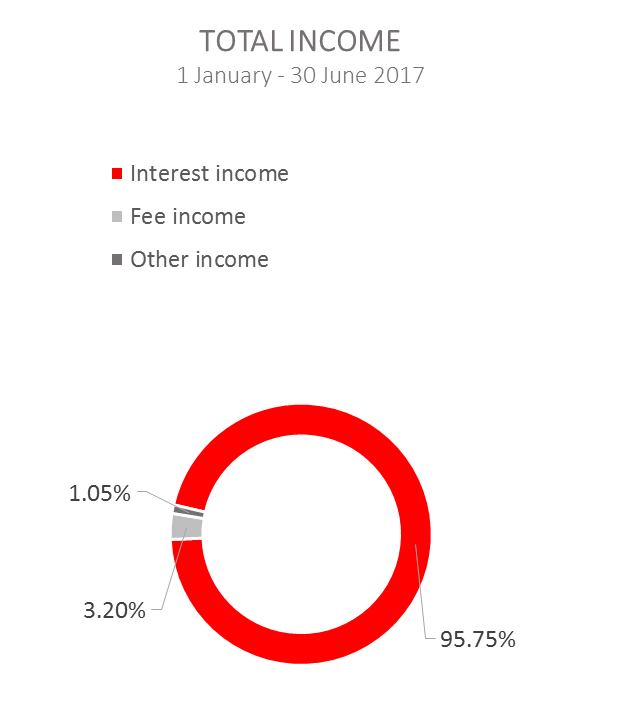 TOTAL INCOME
1 January - 30 June 2017
Interest income
Fee income
Other income
1.05%
3.20%
95.75%